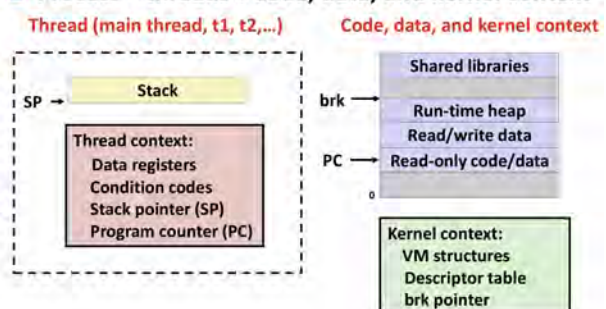 Thread (main thread, t1, t2,...)
Code, data, and kernel context
SP
Stack
Thread context:
Data registers
Condition codes
Stack pointer (SP)
Program counter (PC)
Shared libraries
brk
Run-time heap
Read/write data
PC
Read-only code/data
0
Kernel context:
VM structures
Descriptor table
brk pointer